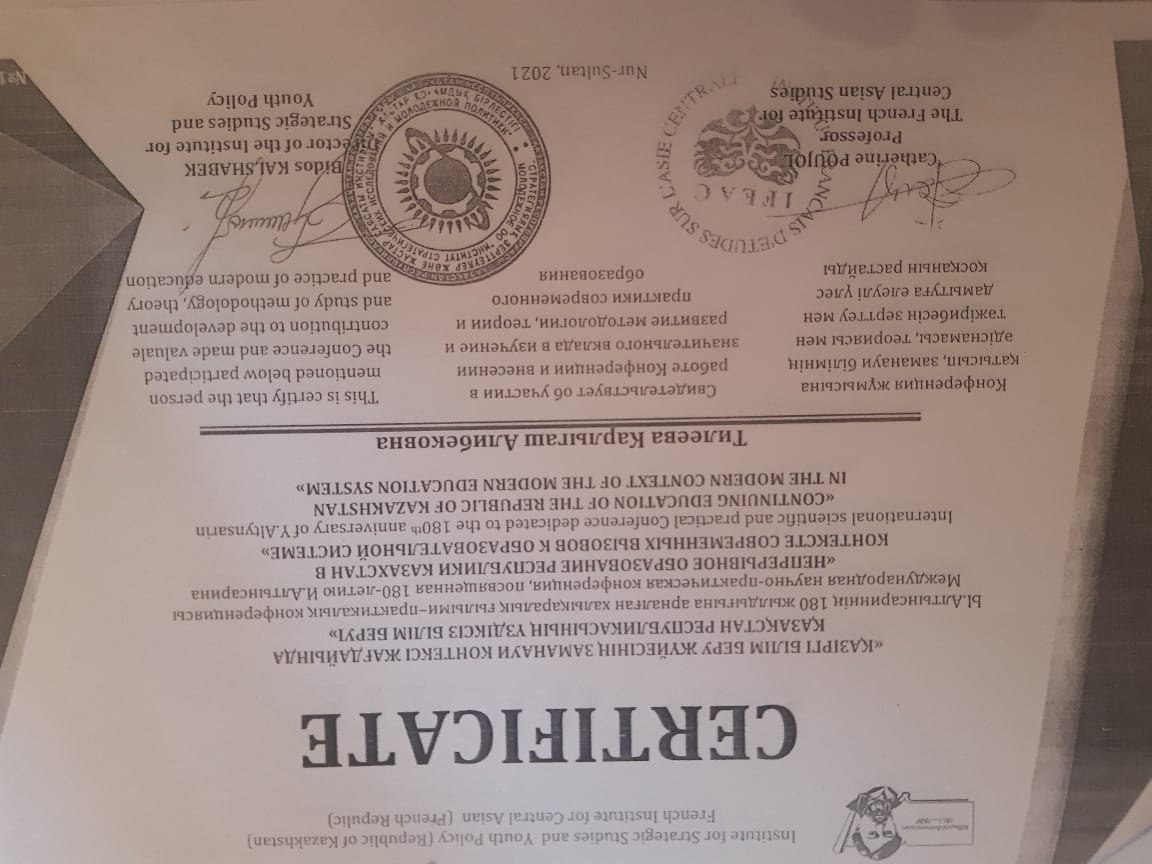 Institute for Strategic Studies and Youth Policy (Republic of Kazakhstan)
French Institute for Central Asian (Prench Repulic)
CERTIFICATE
«ҚАЗІРГІ БІЛІМ БЕРУ ЖҮЙЕСІНІҢ ЗАМАНАУИ КОНТЕКСІ ЖАҒДАЙЫНДА
ҚАЗАҚСТАН РЕСПУБЛИКАСЫНЫҢ ҮЗДІКСІЗ БІЛІМ БЕРУІ»
Ы.Алтынсариннің 180 жылдығына арналған халықаралық ғылыми–практикалық конференциясы
Международная научно-практическая конференция, посвященная 180-летию И.Алтынсарина
«НЕПРЕРЫВНОЕ ОБРАЗОВАНИЕ РЕСПУБЛИКИ КАЗАХСТАН В
КОНТЕКСТЕ СОВРЕМЕННЫХ ВЫЗОВОВ К ОБРАЗОВАТЕЛЬНОЙ СИСТЕМЕ»
International scientific and practical Conference dedicated to the 180th anniversary of Y.Altynsarin
«CONTINUING EDUCATION OF THE REPUBLIC OF KAZAKHSTAN
IN THE MODERN CONTEXT OF THE MODERN EDUCATION SYSTEM»
Тилеева Карлыгаш Алибековна
Конференция жұмысына
қатысып, заманауи білімнің
әдіснамасы, теориясы мен
тәжірибесін зерттеу мен
дамытуға елеулі үлес
қосқанын растайды
Свидетельствует об участии в
работе Конференции и внесении
значительного вклада в изучение и
развитие методологии, теории и
практики современного
образования
This is certify that the person
mentioned below participated
the Conference and made valuale
contribution to the development
and study of methodology, theory
and practice of modern education
Catherine POUJOL
Professor
The French Institute for
Central Asian Studies
IFEAC
FRANÇAIS D'ETUDES SUR L'ASIE CENTRALE
Bidos KALSHABEK
Director of the Institute for
Strategic Studies and
Youth Policy
Nur-Sultan, 2021